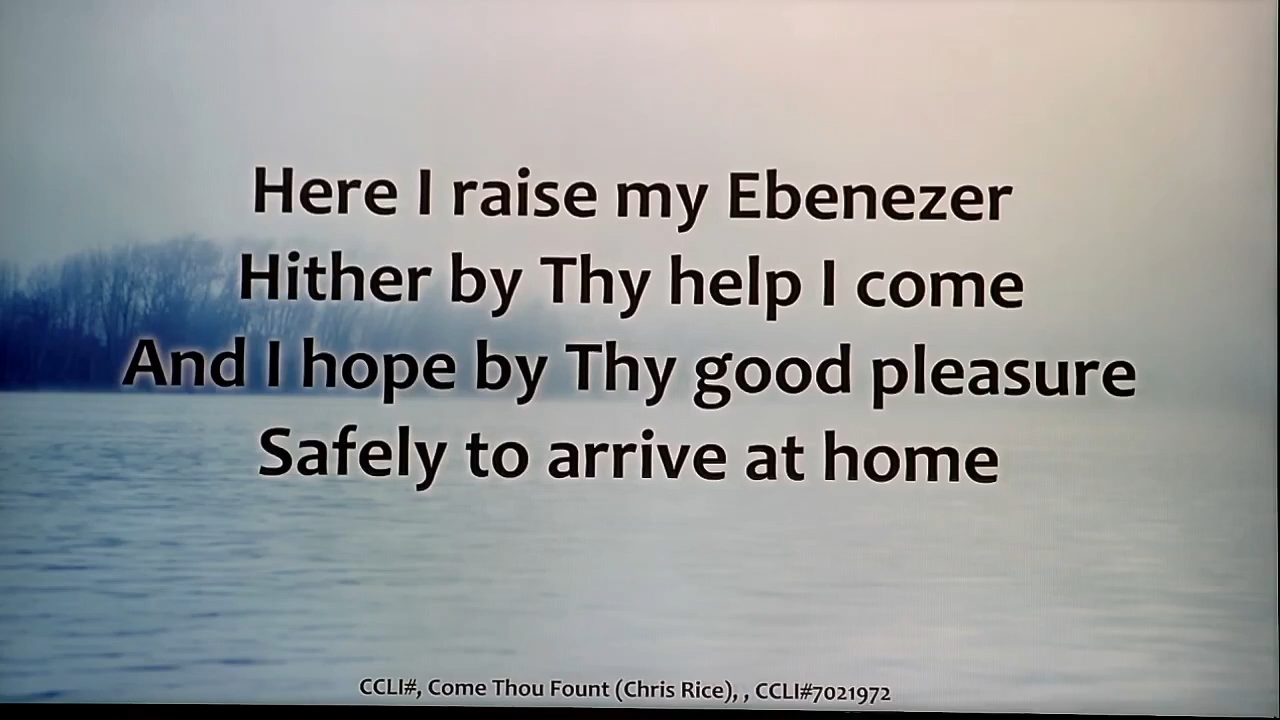 Here I raise my Ebenezer
Hither by Thy help I come
And I hope by Thy good pleasure
Safely to arrive at home
CCLI#, Come Thou Fount (Chris Rice), , CCLI#7021972